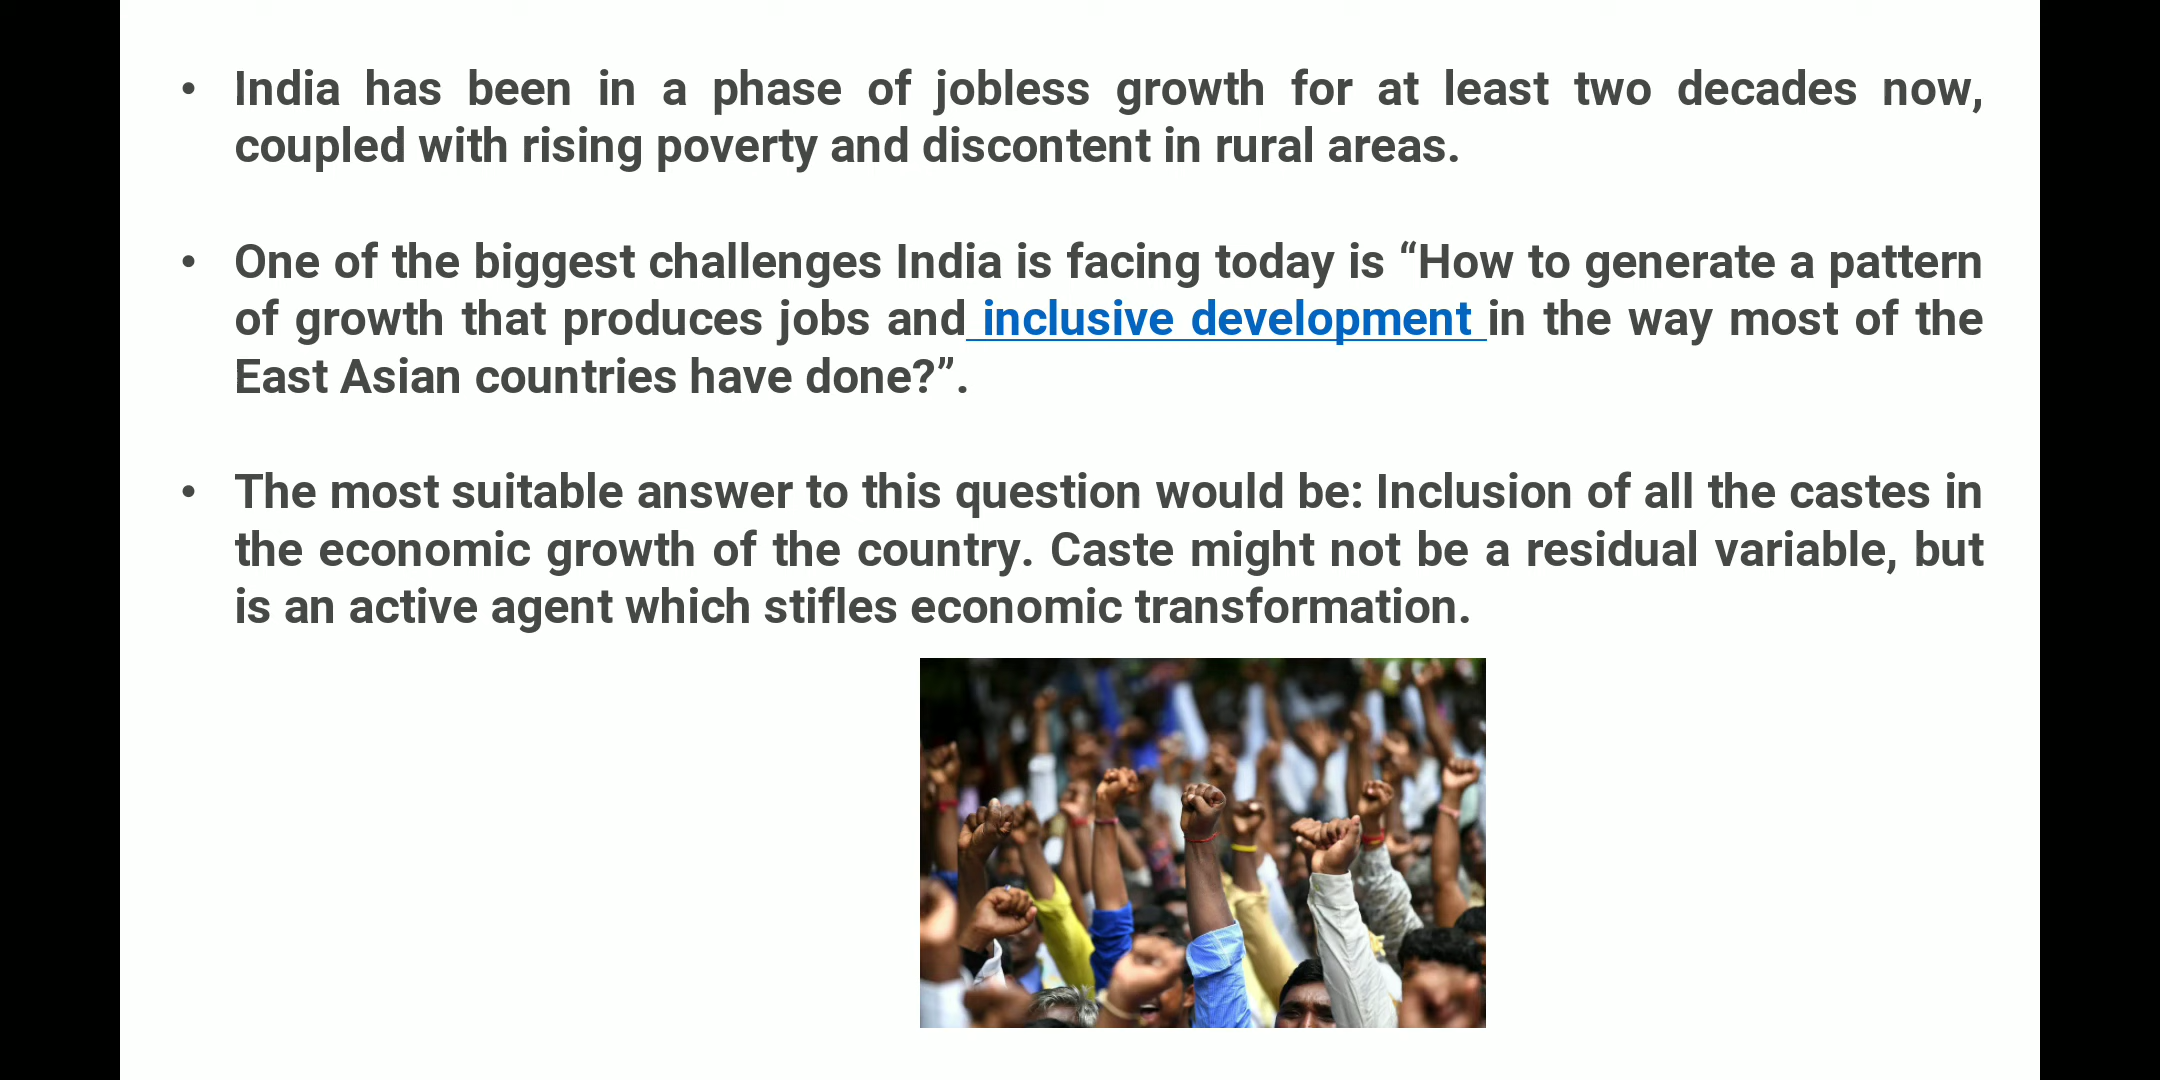 • India has been in a phase of jobless growth for at least two decades now,
coupled with rising poverty and discontent in rural areas.
• One of the biggest challenges India is facing today is “How to generate a pattern
of growth that produces jobs and inclusive development in the way most of the
East Asian countries have done?”.
• The most suitable answer to this question would be: Inclusion of all the castes in
the economic growth of the country. Caste might not be a residual variable, but
is an active agent which stifles economic transformation.